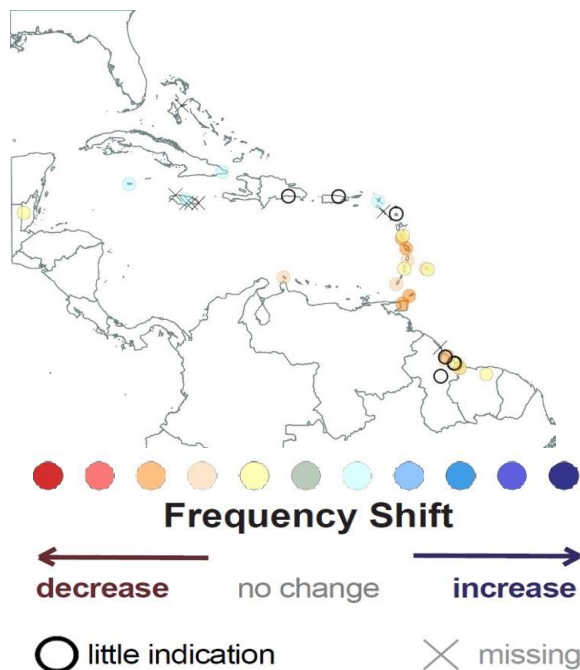 Frequency Shift
decrease no change increase
little indication missing